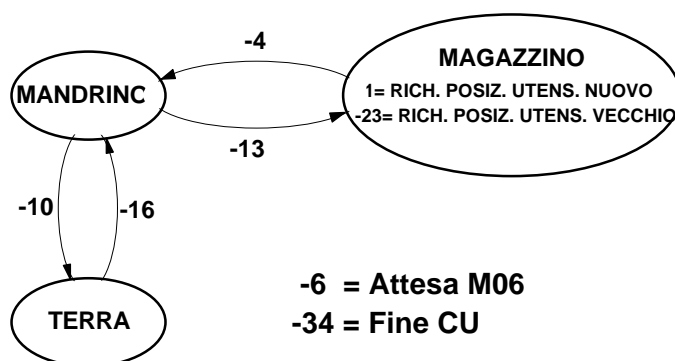 -4
MAGAZZINO
1= RICH. POSIZ. UTENS. NUOVO
-23= RICH. POSIZ. UTENS. VECCHIO
MANDRINC
-13
-10
-16
-6 = Attesa M06
TERRA
-34 = Fine CU